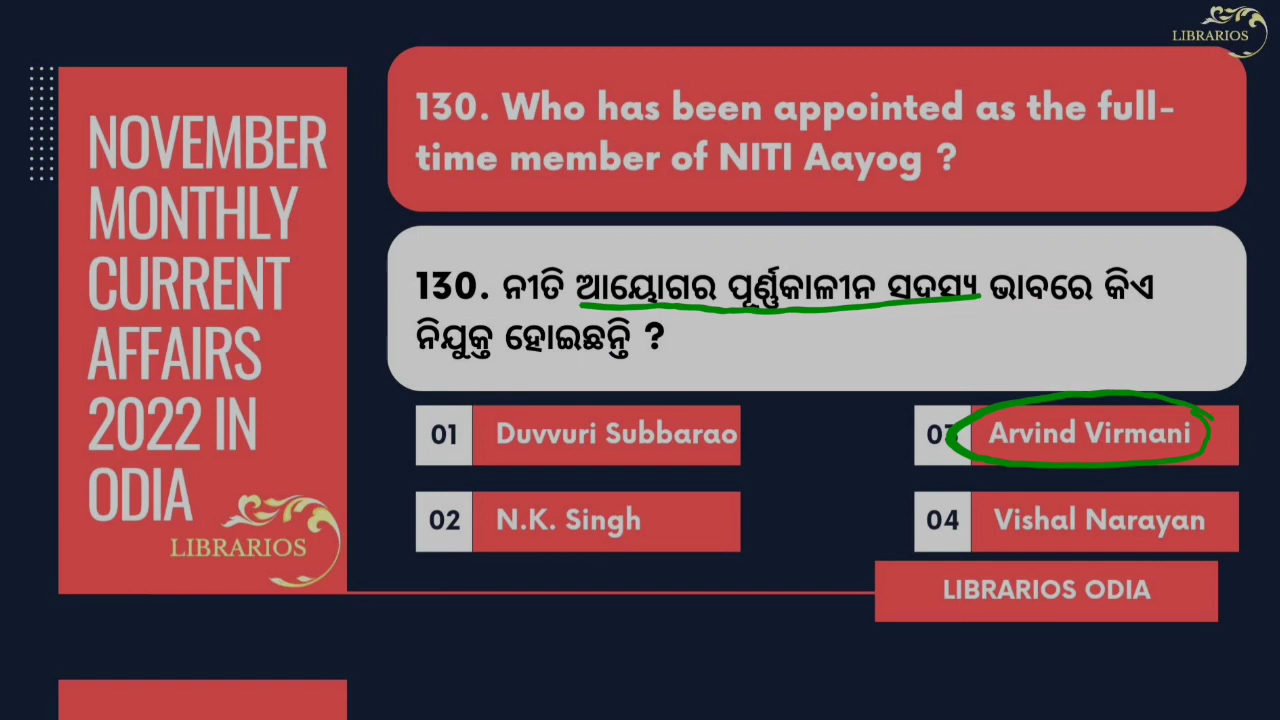 LIBRARIOS
NOVEMBER
MONTHLY
CURRENT
AFFAIRS
2022 IN
ODIA
LIBRARIOS
130. Who has been appointed as the full-
time member of NITI Aayog ?
130. ନୀତି ଆୟୋଗର ପୂର୍ଣ୍ଣକାଳୀନ ସଦସ୍ୟ ଭାବରେ କିଏ
ନିଯୁକ୍ତ ହୋଇଛନ୍ତି ?
01 Duvvuri Subbarao
03 Arvind Virmani
02 N.K. Singh
04 Vishal Narayan
LIBRARIOS ODIA